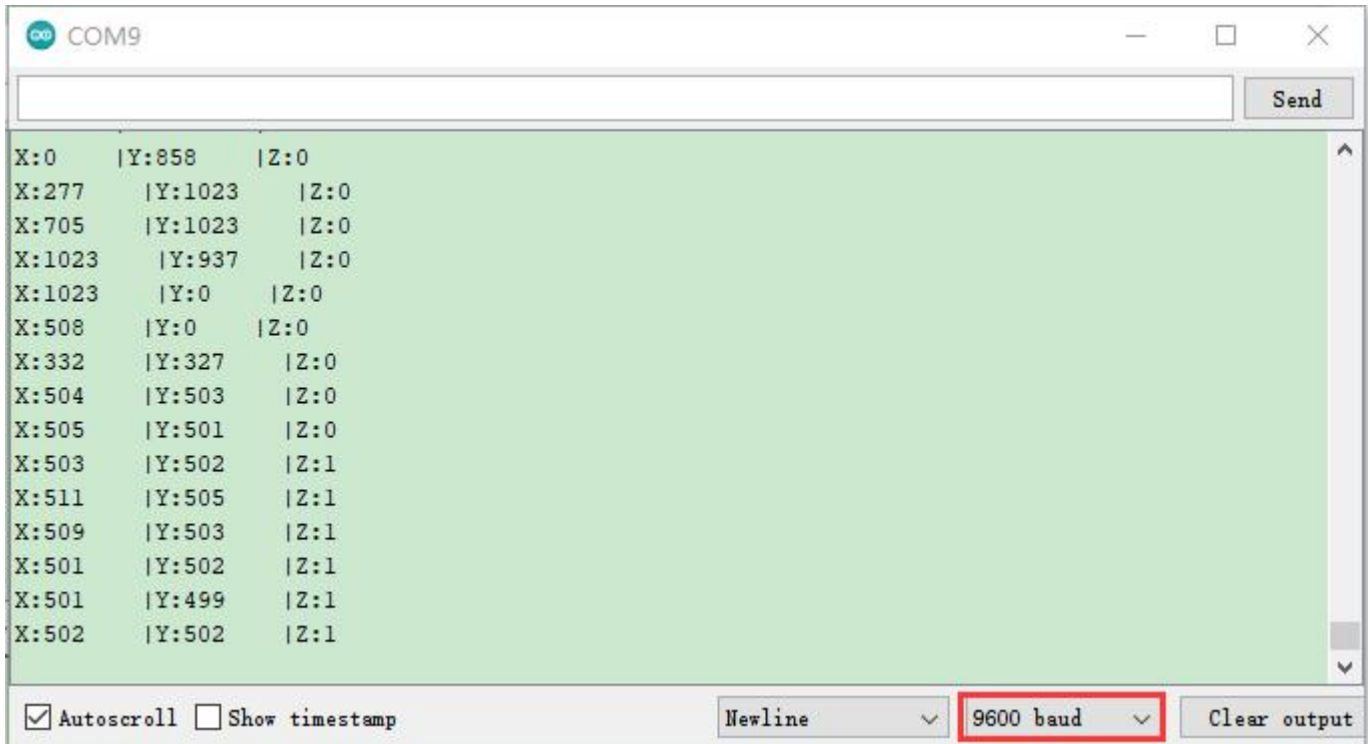 COM9
Send
X:0 |Y:858 |Z:0
X:277 |Y:1023 |Z:0
X:705 |Y:1023 |Z:0
X:1023 |Y:937 |Z:0
X:1023 |Y:0 |Z:0
X:508 |Y:0 |Z:0
X:332 |Y:327 |Z:0
X:504 |Y:503 |Z:0
X:505 |Y:501 |Z:0
X:503 |Y:502 |Z:1
X:511 |Y:505 |Z:1
X:509 |Y:503 |Z:1
X:501 |Y:502 |Z:1
X:501 |Y:499 |Z:1
X:502 |Y:502 |Z:1
Autoscroll Show timestamp Newline 9600 baud Clear output